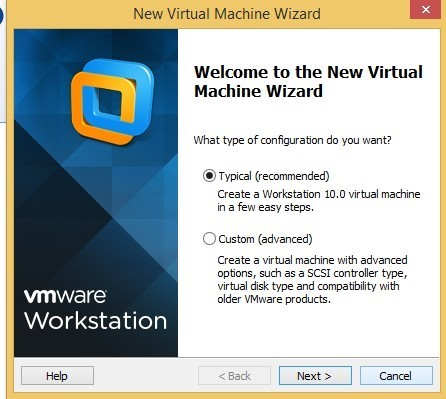 New Virtual Machine Wizard
Welcome to the New Virtual
Machine Wizard
What type of configuration do you want?
Typical (recommended)
Create a Workstation 10.0 virtual machine
in a few easy steps.
Custom (advanced)
Create a virtual machine with advanced
options, such as a SCSI controller type,
virtual disk type and compatibility with
older VMware products.
vmware
Workstation
Help
< Back
Next >
Cancel